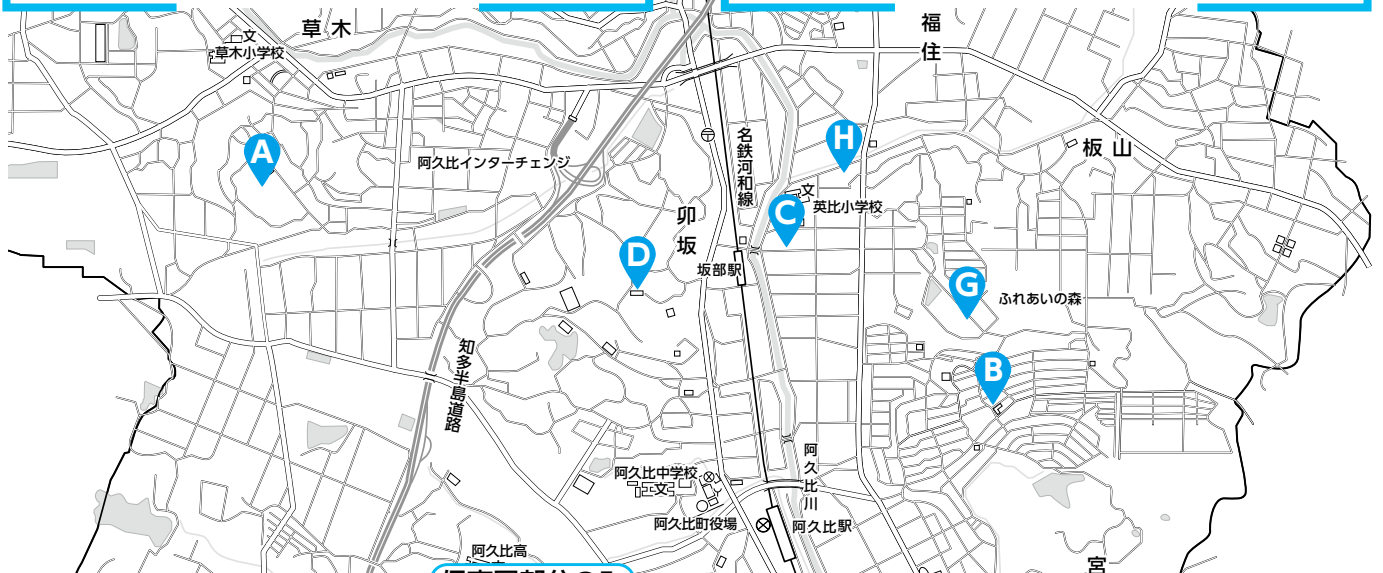 草木
文
草木小学校
福住
A
阿久比インターチェンジ
名鉄河和線
H
板山
文
英比小学校
C
卯坂
D
坂部駅
G
ふれあいの森
知多半島道路
B
阿久比中学校
文
阿久比川
阿久比町役場
阿久比駅
阿久比高
宮